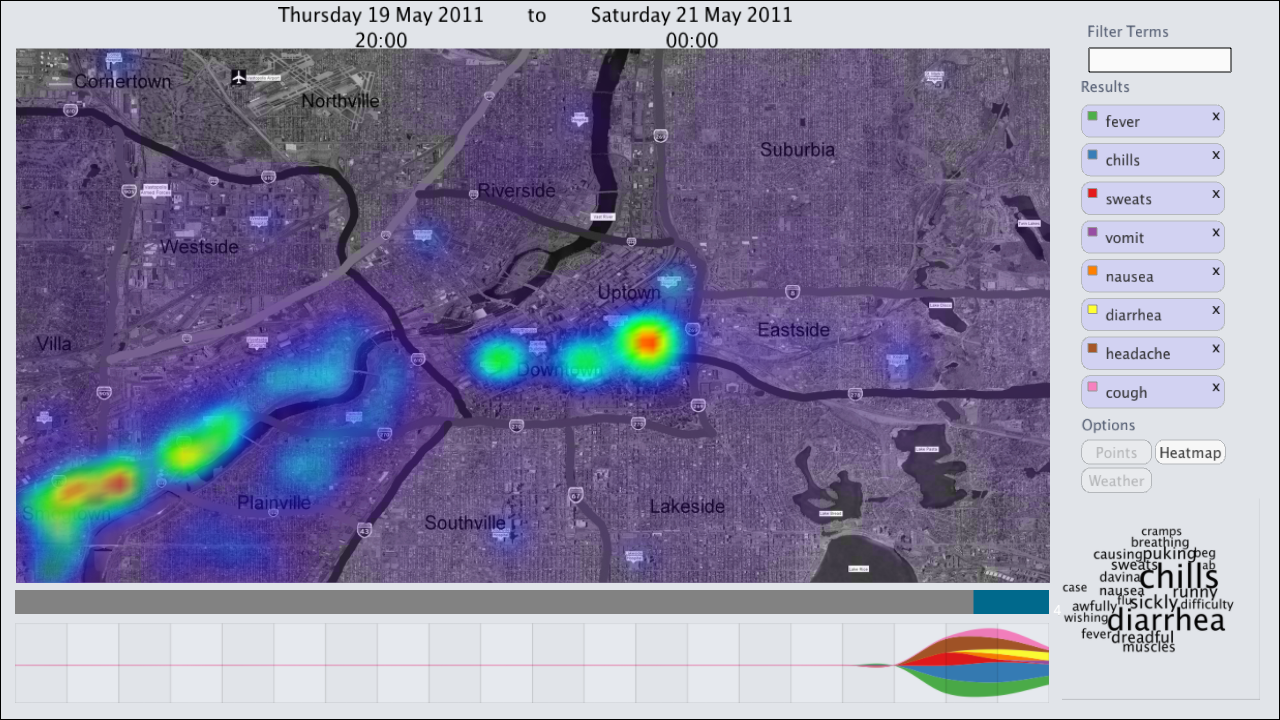 Thursday 19 May 2011 to Saturday 21 May 2011
20:00 00:00
Filter Terms
Results
fever x
chills x
sweats x
vomit x
nausea x
diarrhea x
headache x
cough x
Options
Points Heatmap
Weather
Cornertown
Northville
Suburbia
Riverside
Westside
Uptown
Eastside
Villa
Downtown
Plainville
Smogtown
Southville
Lakeside
4
cramps
breathing
causing puking beg
sweats ab
davina chills
case nausea runny
flu sickly difficulty
awfully
wishing diarrhea
fever dreadful
muscles